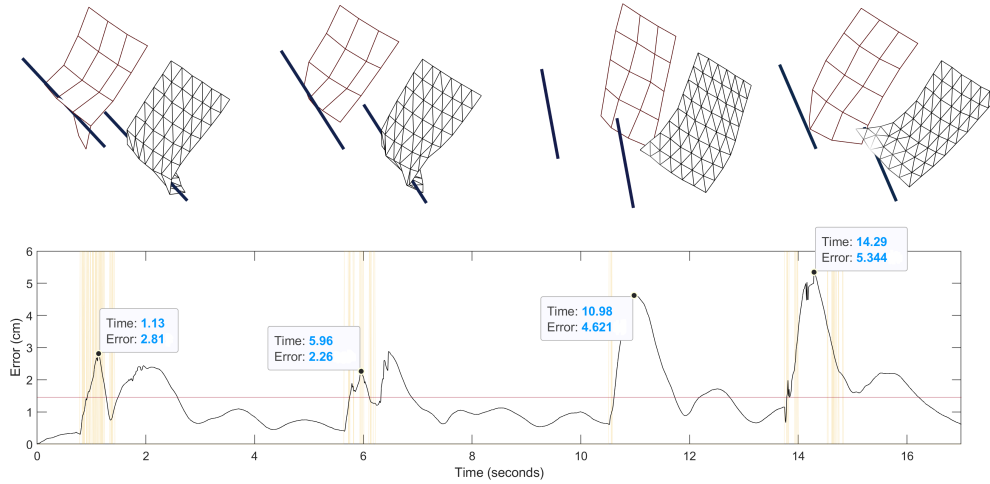 Time: 14.29
Error: 5.344
Time: 10.98
Error: 4.621
Time: 1.13
Error: 2.81
Time: 5.96
Error: 2.26
Error (cm)
6
5
4
3
2
1
0
0 2 4 6 8 10 12 14 16
Time (seconds)